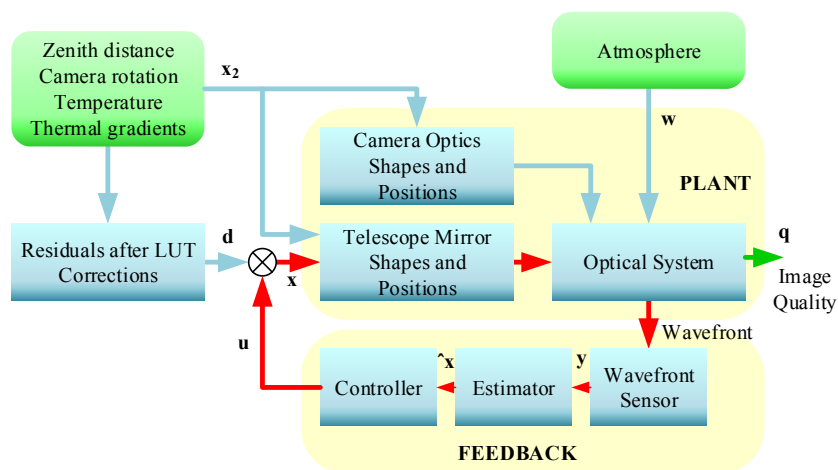 Zenith distance
Camera rotation
Temperature
Thermal gradients
x2
Atmosphere
w
Camera Optics
Shapes and
Positions
PLANT
Residuals after LUT
Corrections
d
x
Telescope Mirror
Shapes and
Positions
Optical System
q
Image
Quality
u
Wavefront
Controller
^x
Estimator
y
Wavefront
Sensor
FEEDBACK